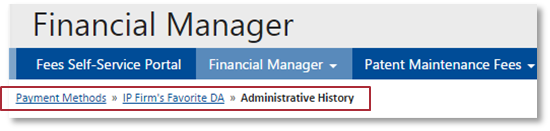 Financial Manager
Fees Self-Service Portal Financial Manager Patent Maintenance Fees
Payment Methods » IP Firm's Favorite DA » Administrative History